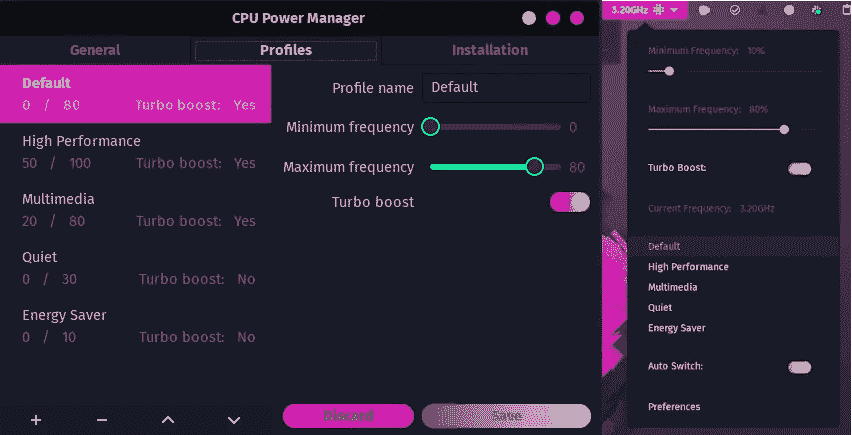 CPU Power Manager
General Profiles Installation
Default
0 / 80 Turbo boost: Yes
High Performance
50 / 100 Turbo boost: Yes
Multimedia
20 / 80 Turbo boost: Yes
Quiet
0 / 30 Turbo boost: No
Energy Saver
0 / 10 Turbo boost: No
Profile name Default
Minimum frequency 0
Maximum frequency 80
Turbo boost
Discard Save
3.20GHz
Minimum Frequency: 10%
Maximum Frequency: 80%
Turbo Boost:
Current Frequency: 3.20GHz
Default
High Performance
Multimedia
Quiet
Energy Saver
Auto Switch:
Preferences